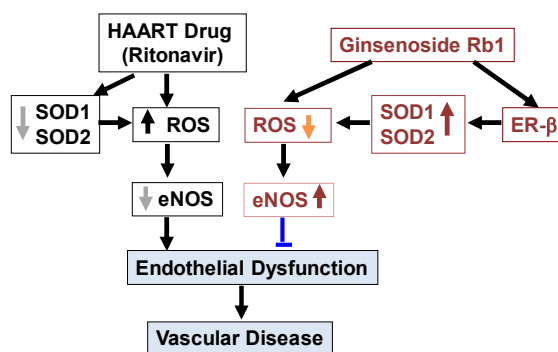 HAART Drug
(Ritonavir)
Ginsenoside Rb1
SOD1
SOD2
ROS
ROS
SOD1
SOD2
ER-β
eNOS
eNOS
Endothelial Dysfunction
Vascular Disease